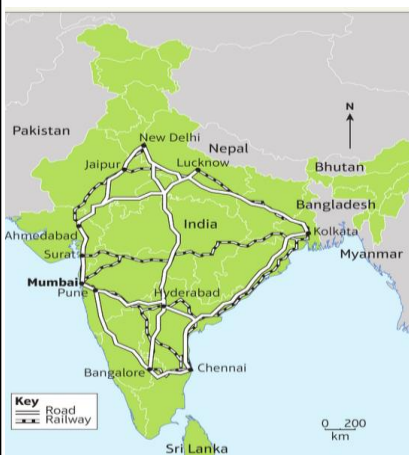 N
New Delhi
Pakistan
Nepal
Jaipur
Lucknow
Bhutan
Bangladesh
India
Ahmedabad
Kolkata
Surat
Myanmar
Mumbai
Pune
Hyderabad
Bangalore
Chennai
Key
Road
Railway
0 200
km
Sri Lanka